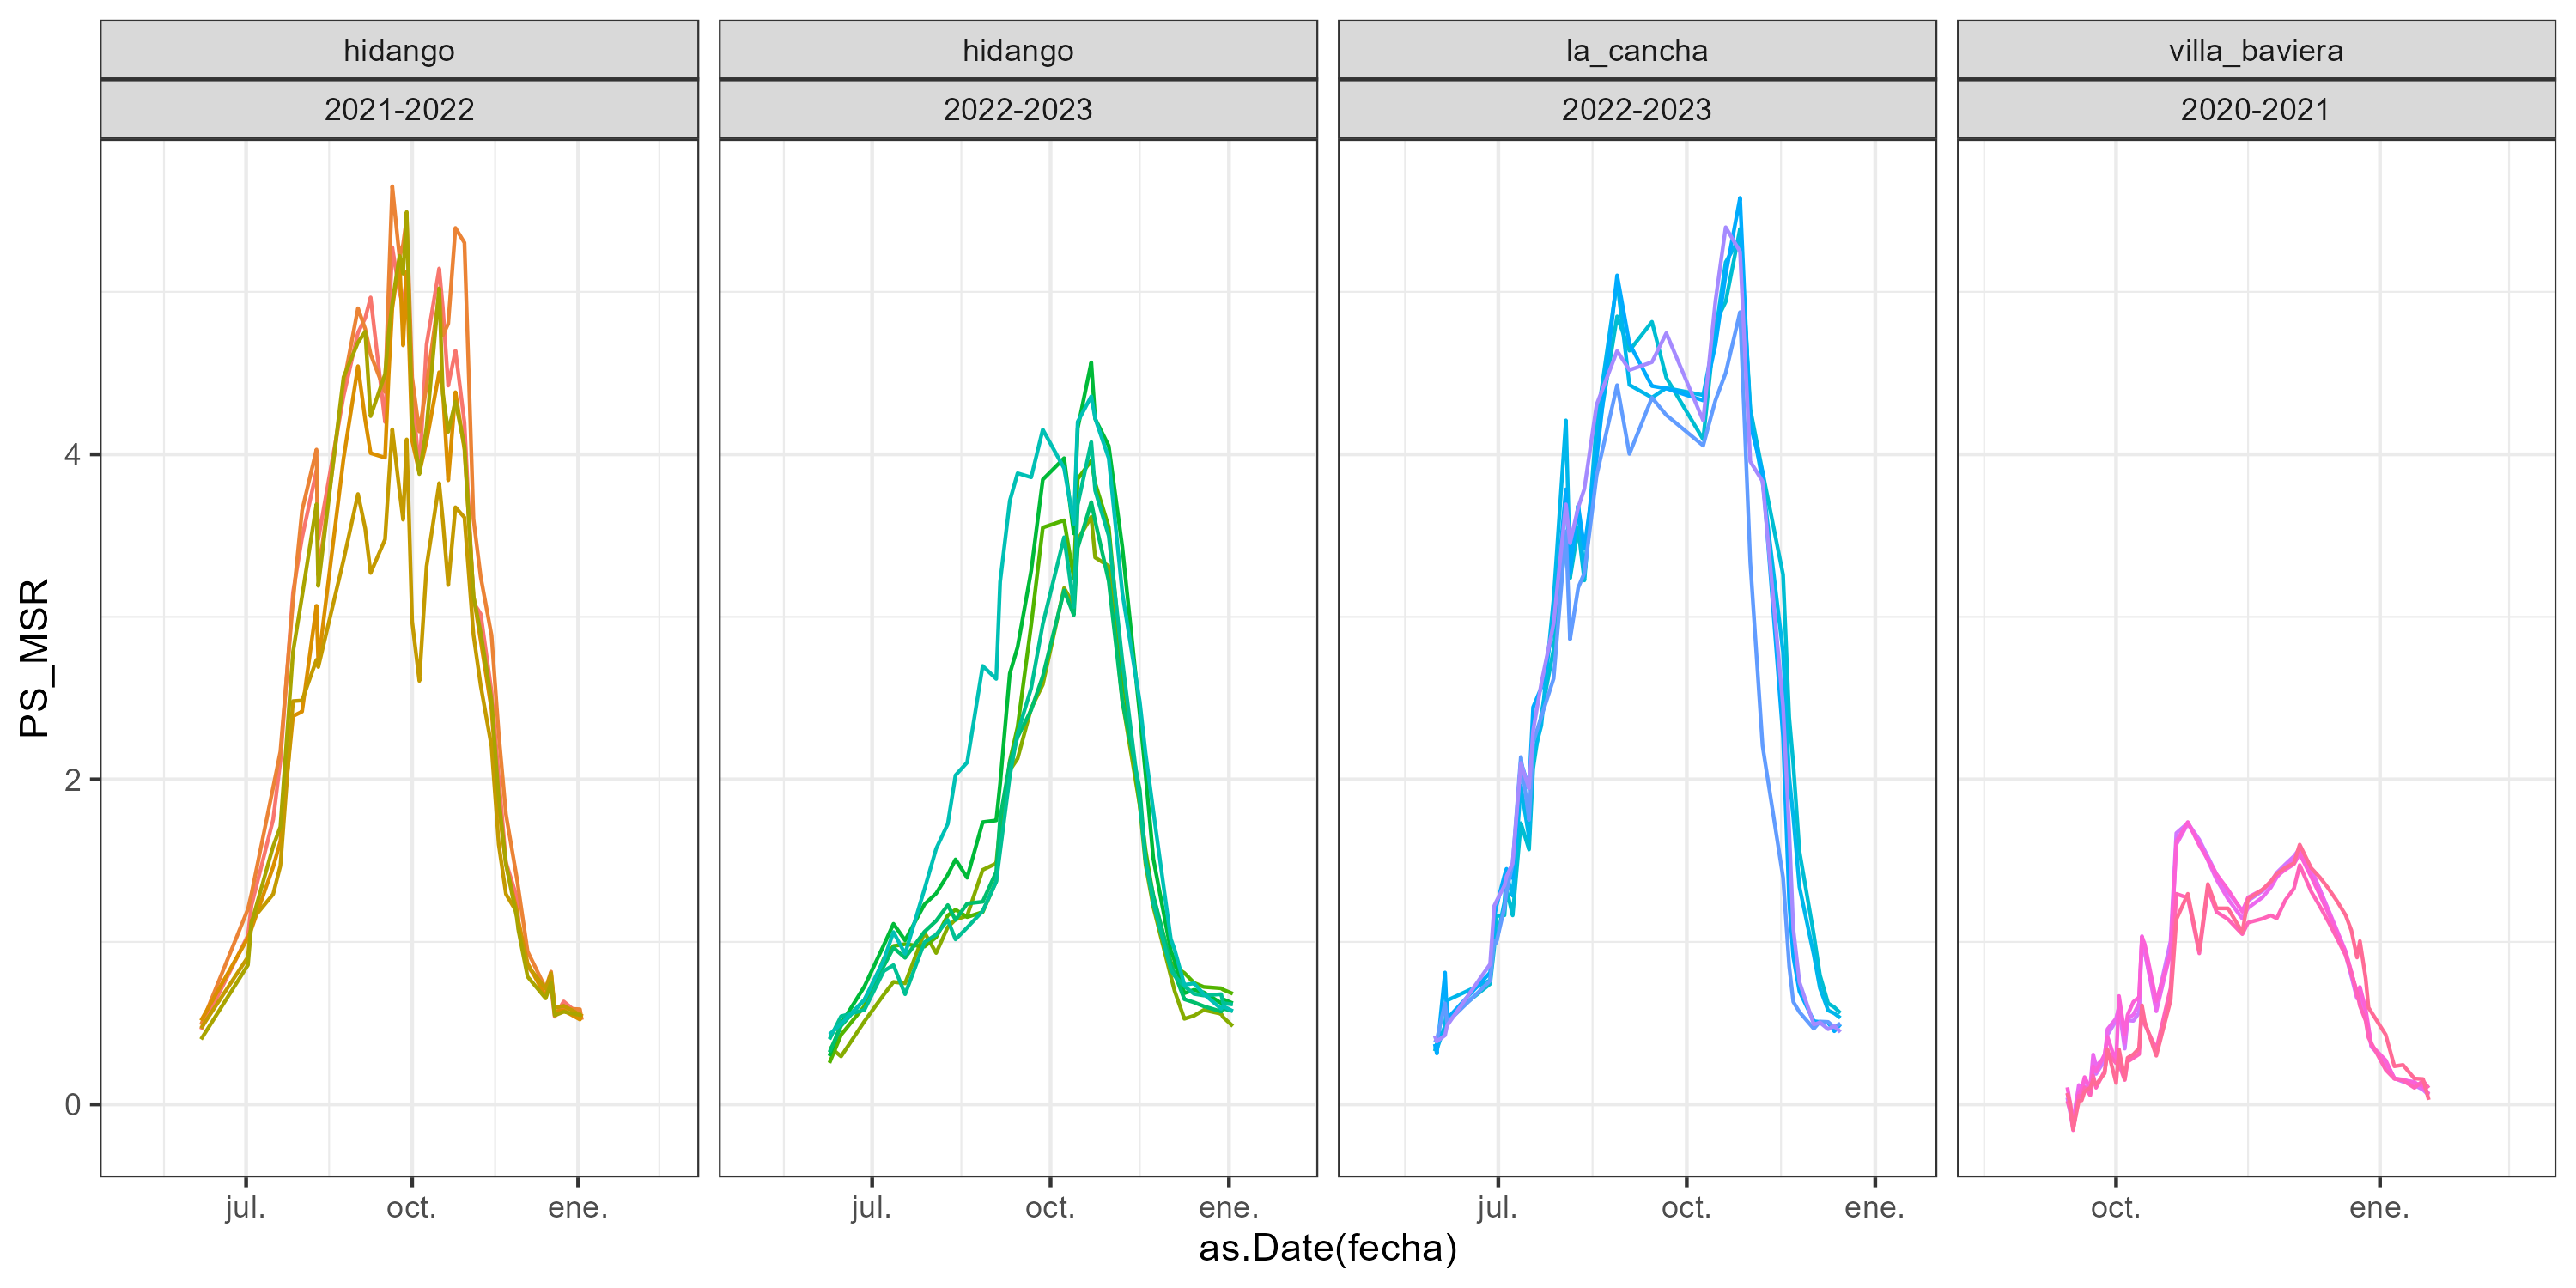 hidango
hidango
la_cancha
villa_baviera
2021-2022
2022-2023
2022-2023
2020-2021
PS_MSR
4
2
0
jul.
oct.
ene.
jul.
oct.
ene.
jul.
oct.
ene.
oct.
ene.
as.Date(fecha)